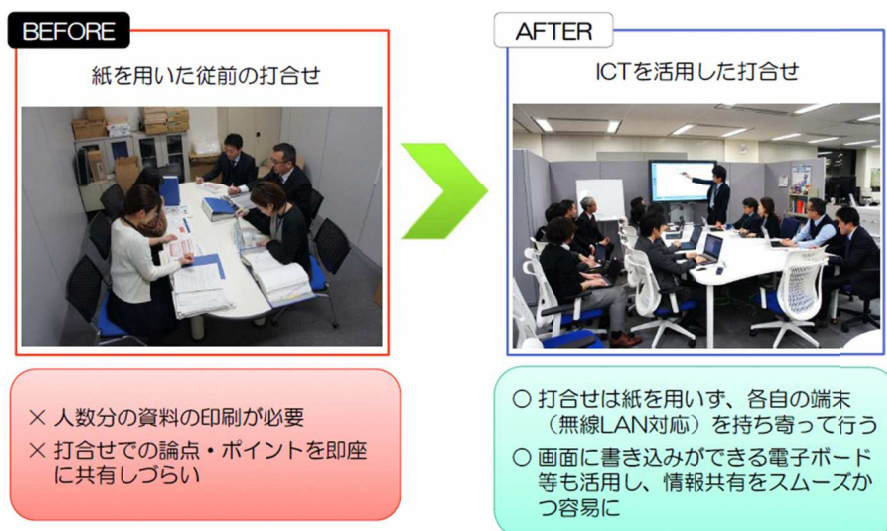 BEFORE
紙を用いた従前の打合せ
× 人数分の資料の印刷が必要
× 打合せでの論点・ポイントを即座
に共有しづらい
AFTER
ICTを活用した打合せ
○ 打合せは紙を用いず、各自の端末
（無線LAN対応）を持ち寄って行う
○ 画面に書き込みができる電子ボード
等も活用し、情報共有をスムーズか
つ容易に